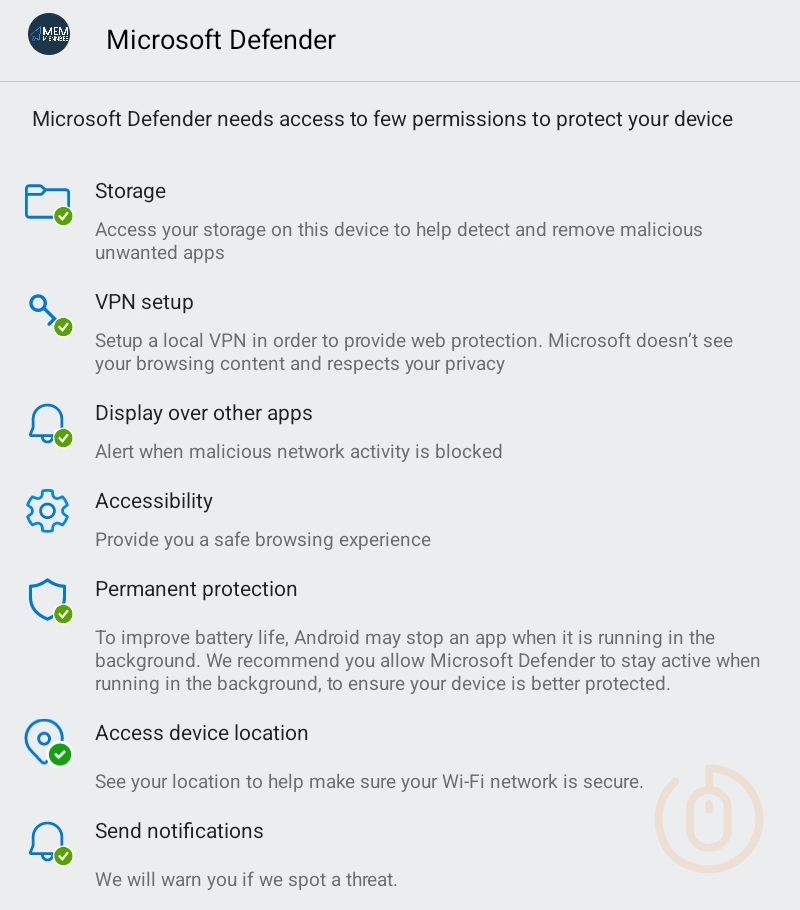 MEM
Microsoft Defender
Microsoft Defender needs access to few permissions to protect your device
Storage
Access your storage on this device to help detect and remove malicious
unwanted apps
VPN setup
Setup a local VPN in order to provide web protection. Microsoft doesn’t see
your browsing content and respects your privacy
Display over other apps
Alert when malicious network activity is blocked
Accessibility
Provide you a safe browsing experience
Permanent protection
To improve battery life, Android may stop an app when it is running in the
background. We recommend you allow Microsoft Defender to stay active when
running in the background, to ensure your device is better protected.
Access device location
See your location to help make sure your Wi-Fi network is secure.
Send notifications
We will warn you if we spot a threat.